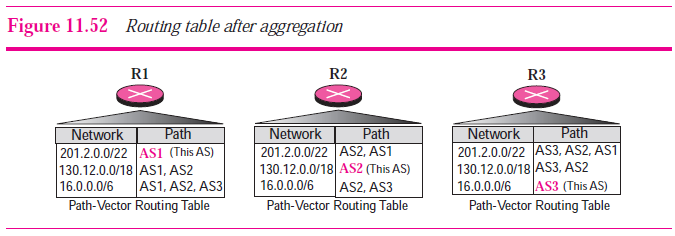 Figure 11.52 Routing table after aggregation
R1 R2 R3
Network Path Network Path Network Path
201.2.0.0/22 AS1 (This AS) 201.2.0.0/22 AS2, AS1 201.2.0.0/22 AS3, AS2, AS1
130.12.0.0/18 AS1, AS2 130.12.0.0/18 AS2 (This AS) 130.12.0.0/18 AS3, AS2
16.0.0.0/6 AS1, AS2, AS3 16.0.0.0/6 AS2, AS3 16.0.0.0/6 AS3 (This AS)
Path-Vector Routing Table Path-Vector Routing Table Path-Vector Routing Table